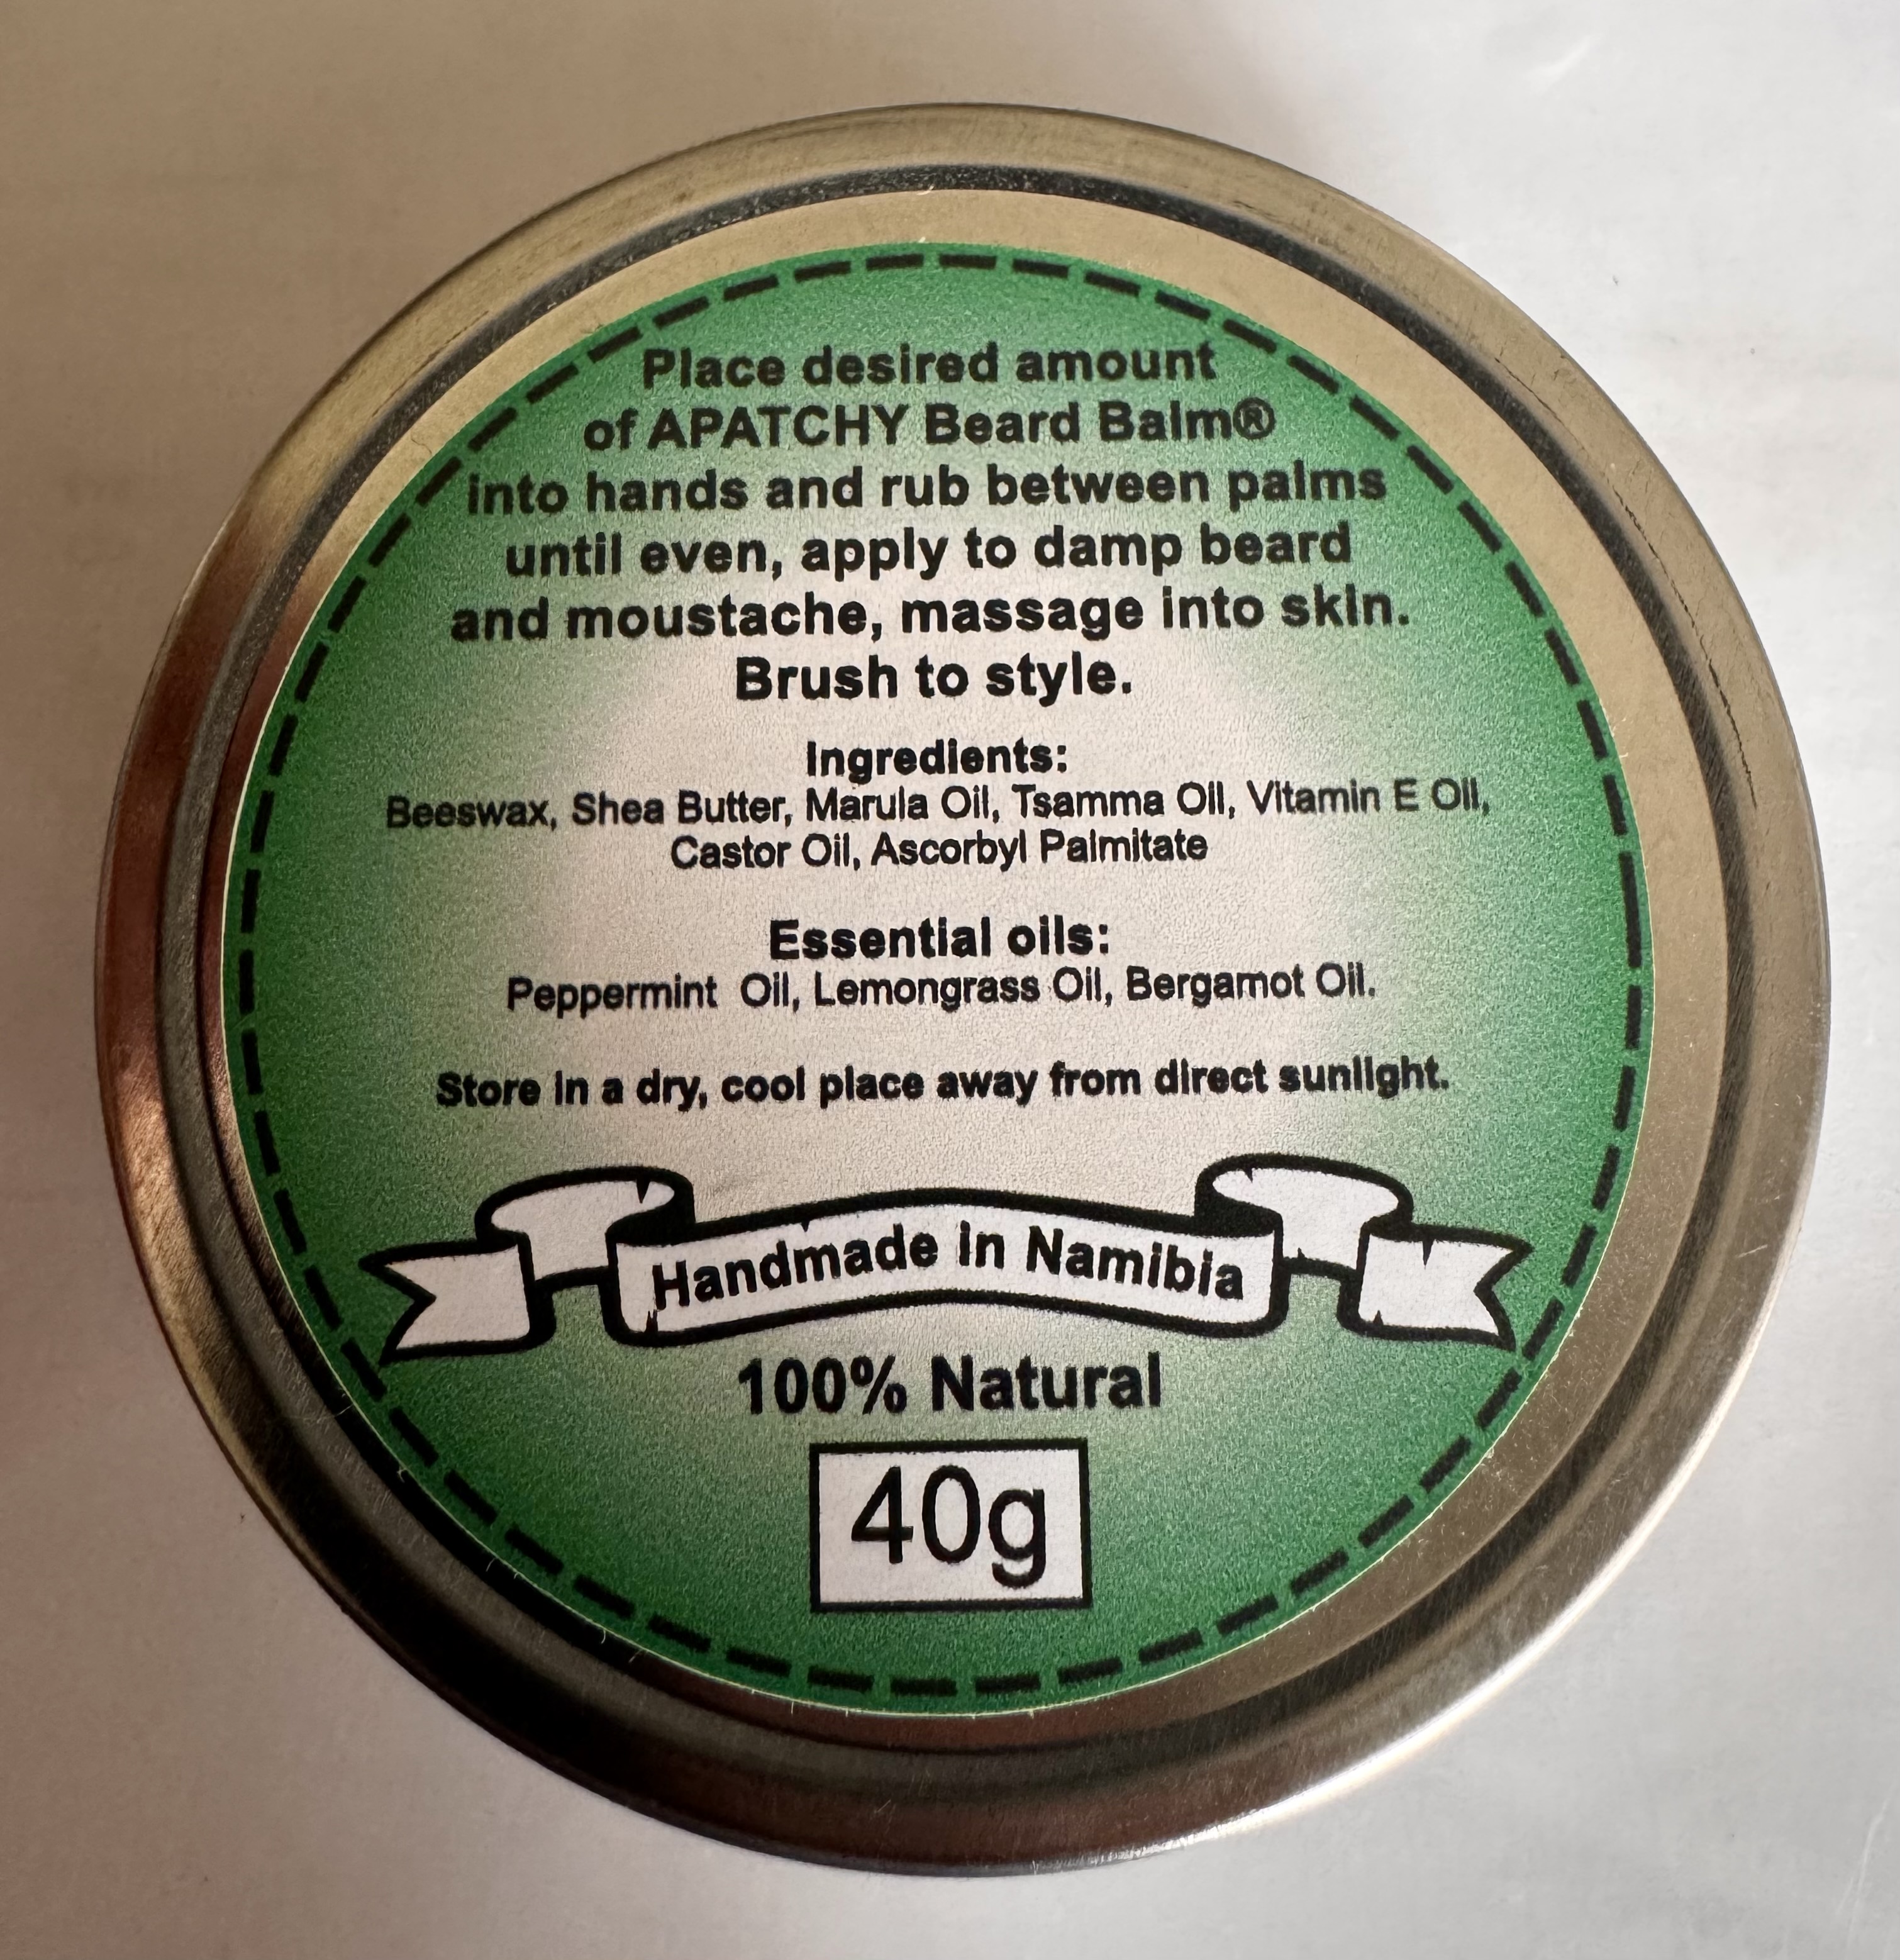 Place desired amount
of APATCHY Beard Balm®
into hands and rub between palms
until even, apply to damp beard
and moustache, massage into skin.
Brush to style.
Ingredients:
Beeswax, Shea Butter, Marula Oil, Tsamma Oil, Vitamin E Oil,
Castor Oil, Ascorbyl Palmitate
Essential oils:
Peppermint Oil, Lemongrass Oil, Bergamot Oil.
Store in a dry, cool place away from direct sunlight.
Handmade in Namibia
100% Natural
40g